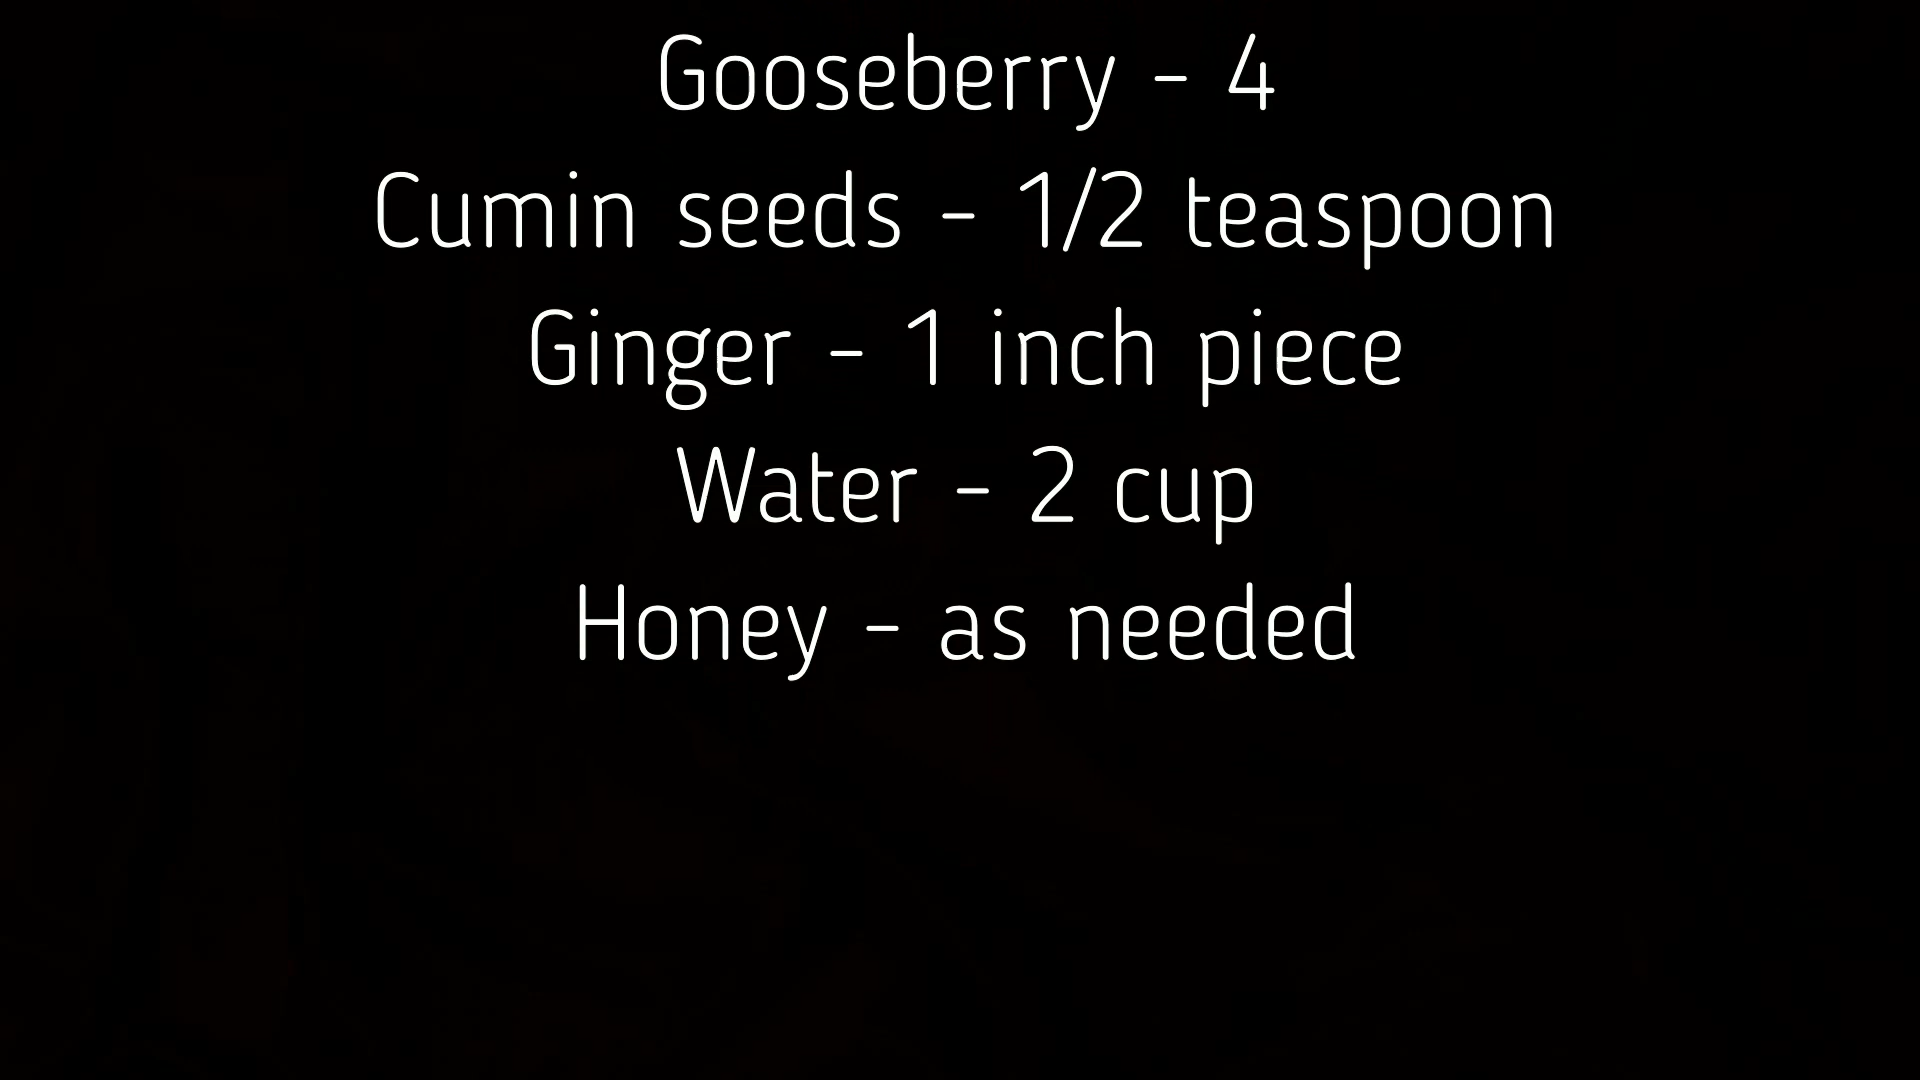 Gooseberry - 4
Cumin seeds - 1/2 teaspoon
Ginger - 1 inch piece
Water - 2 cup
Honey - as needed